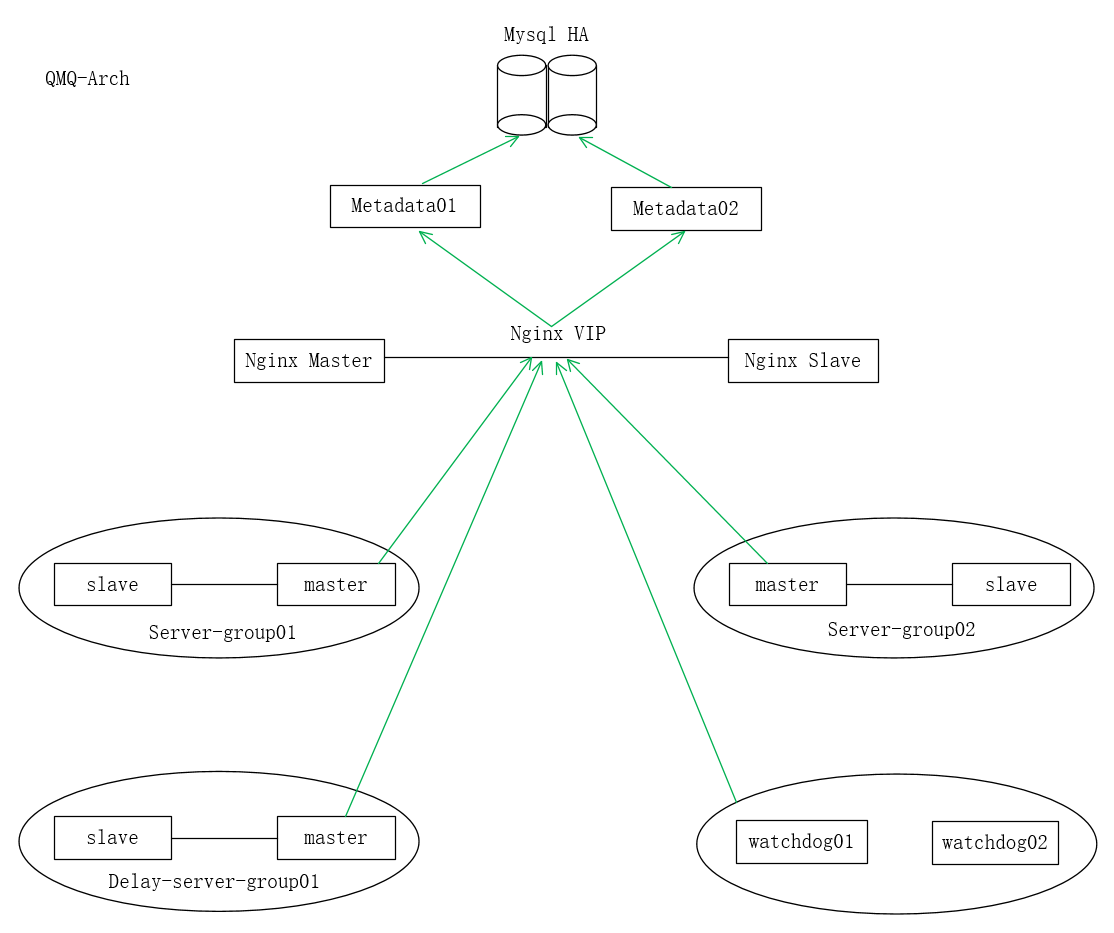 Mysql HA
QMQ-Arch
Metadata01
Metadata02
Nginx VIP
Nginx Master
Nginx Slave
slave
master
Server-group01
master
slave
Server-group02
slave
master
Delay-server-group01
watchdog01
watchdog02